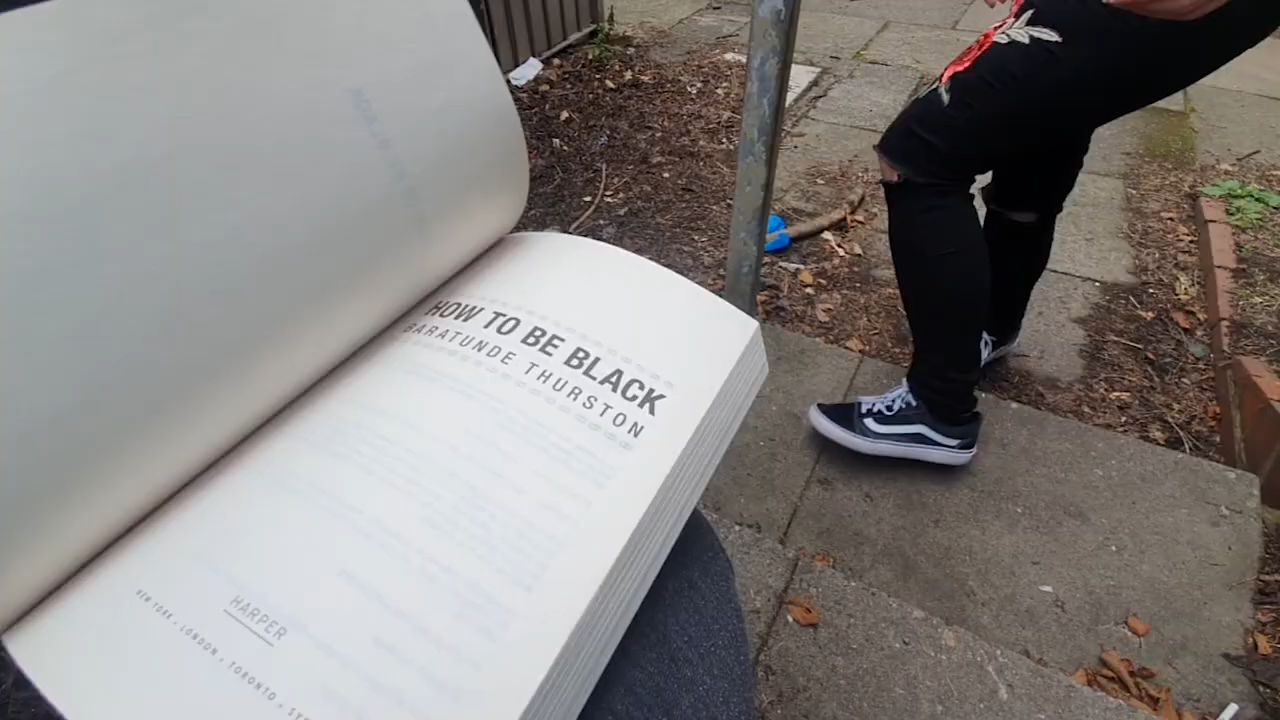 HOW TO BE BLACK
BARATUNDE THURSTON
HARPER
NEW YORK • LONDON • TORONTO •